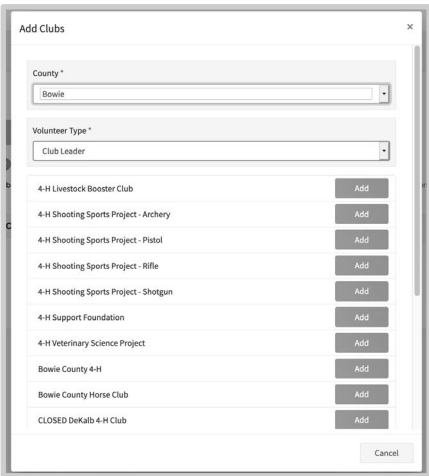 Add Clubs ×
County *
Bowie
Volunteer Type *
Club Leader
4-H Livestock Booster Club Add
4-H Shooting Sports Project - Archery Add
4-H Shooting Sports Project - Pistol Add
4-H Shooting Sports Project - Rifle Add
4-H Shooting Sports Project - Shotgun Add
4-H Support Foundation Add
4-H Veterinary Science Project Add
Bowie County 4-H Add
Bowie County Horse Club Add
CLOSED DeKalb 4-H Club Add
Cancel